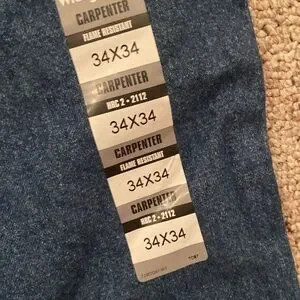 CARPENTER
FLAME RESISTANT
34X34
CARPENTER
HRC 2 - 2112
34X34
CARPENTER
FLAME RESISTANT
34X34
CARPENTER
HRC 2 - 2112
34X34